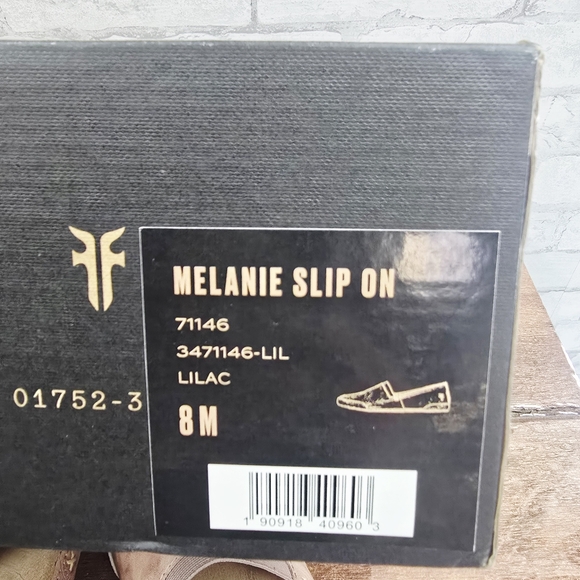 MELANIE SLIP ON
71146
3471146-LIL
LILAC
01752-3
8 M
1 90918 40960 3